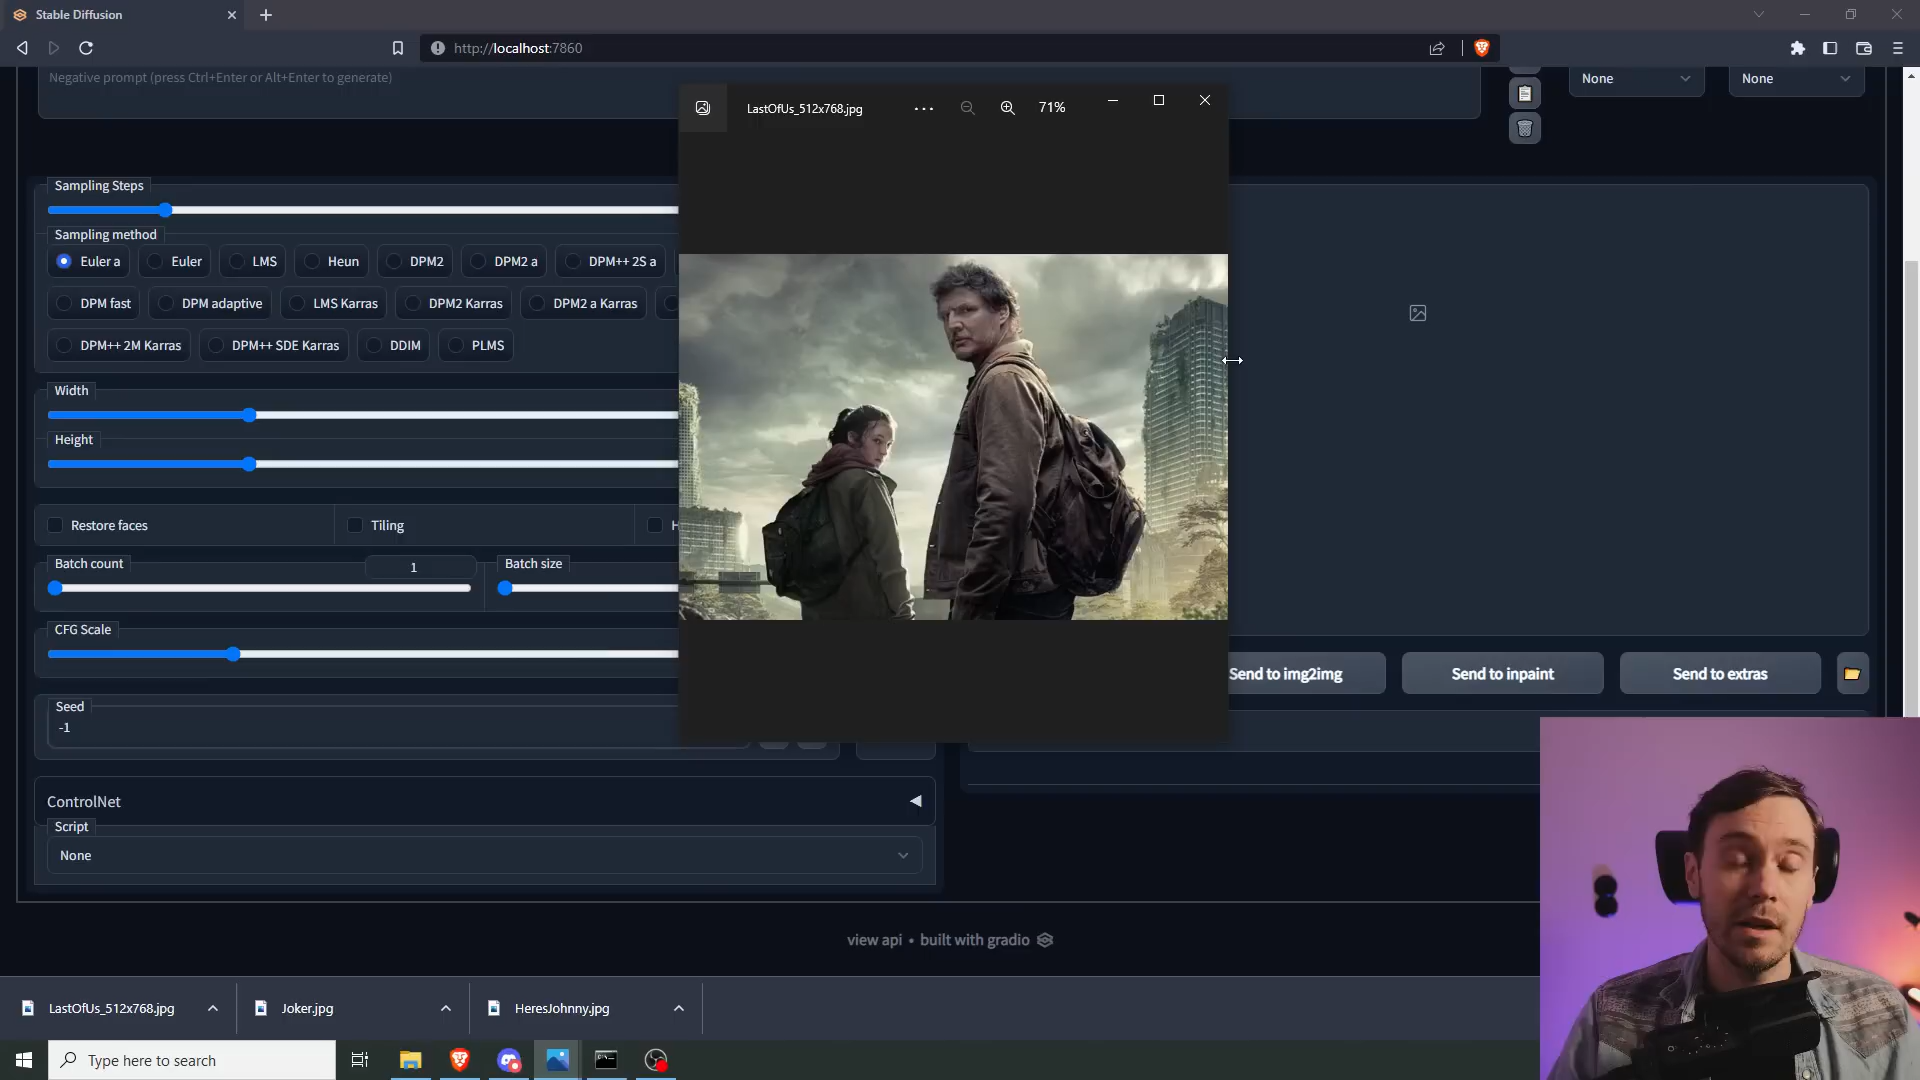 Stable Diffusion
http://localhost:7860
Negative prompt (press Ctrl+Enter or Alt+Enter to generate)
None
None
LastOfUs_512x768.jpg
71%
Sampling Steps
Sampling method
Euler a
Euler
LMS
Heun
DPM2
DPM2 a
DPM++ 2S a
DPM fast
DPM adaptive
LMS Karras
DPM2 Karras
DPM2 a Karras
DPM++ 2M Karras
DPM++ SDE Karras
DDIM
PLMS
Width
Height
Restore faces
Tiling
H
Batch count
1
Batch size
CFG Scale
Send to img2img
Send to inpaint
Send to extras
Seed
-1
ControlNet
Script
None
view api • built with gradio
LastOfUs_512x768.jpg
Joker.jpg
HeresJohnny.jpg
Type here to search